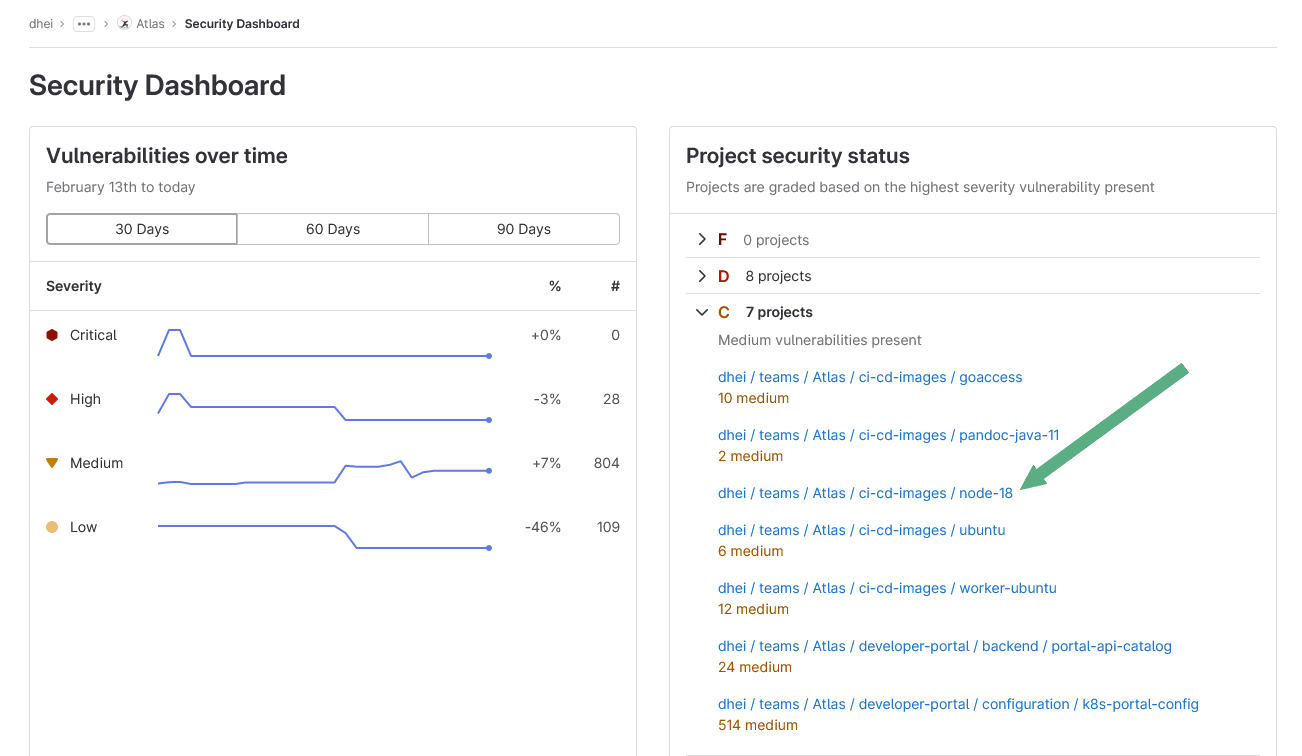 dhei > ••• > Atlas > Security Dashboard
Security Dashboard
Vulnerabilities over time
February 13th to today
30 Days 60 Days 90 Days
Severity % #
Critical +0% 0
High -3% 28
Medium +7% 804
Low -46% 109
Project security status
Projects are graded based on the highest severity vulnerability present
F 0 projects
D 8 projects
C 7 projects
Medium vulnerabilities present
dhei / teams / Atlas / ci-cd-images / goaccess
10 medium
dhei / teams / Atlas / ci-cd-images / pandoc-java-11
2 medium
dhei / teams / Atlas / ci-cd-images / node-18
dhei / teams / Atlas / ci-cd-images / ubuntu
6 medium
dhei / teams / Atlas / ci-cd-images / worker-ubuntu
12 medium
dhei / teams / Atlas / developer-portal / backend / portal-api-catalog
24 medium
dhei / teams / Atlas / developer-portal / configuration / k8s-portal-config
514 medium